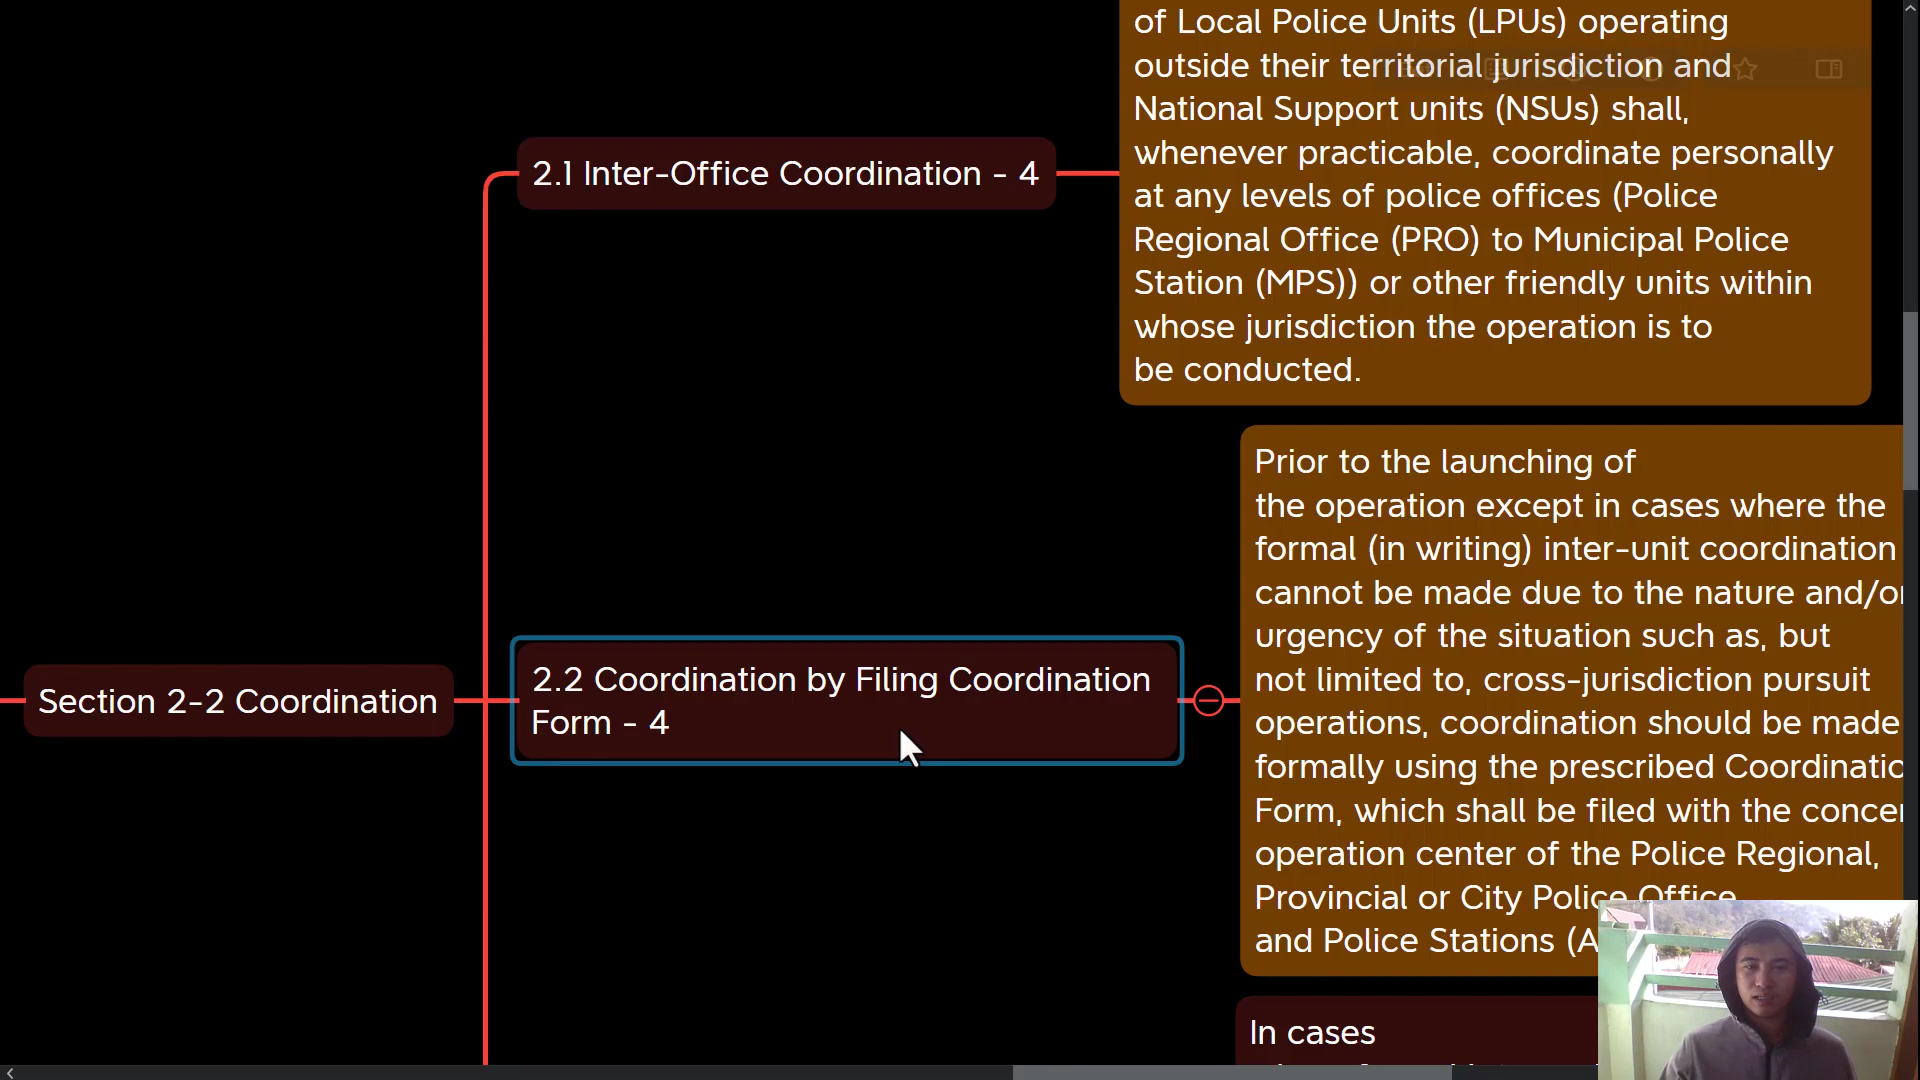 of Local Police Units (LPUs) operating
outside their territorial jurisdiction and
National Support units (NSUs) shall,
whenever practicable, coordinate personally
at any levels of police offices (Police
Regional Office (PRO) to Municipal Police
Station (MPS)) or other friendly units within
whose jurisdiction the operation is to
be conducted.
2.1 Inter-Office Coordination - 4
Section 2-2 Coordination
2.2 Coordination by Filing Coordination
Form - 4
Prior to the launching of
the operation except in cases where the
formal (in writing) inter-unit coordination
cannot be made due to the nature and/or
urgency of the situation such as, but
not limited to, cross-jurisdiction pursuit
operations, coordination should be made
formally using the prescribed
Form, which shall be filed with the
operation center of the Police Regional,
Provincial or City Police Office
and Police Stations
In cases